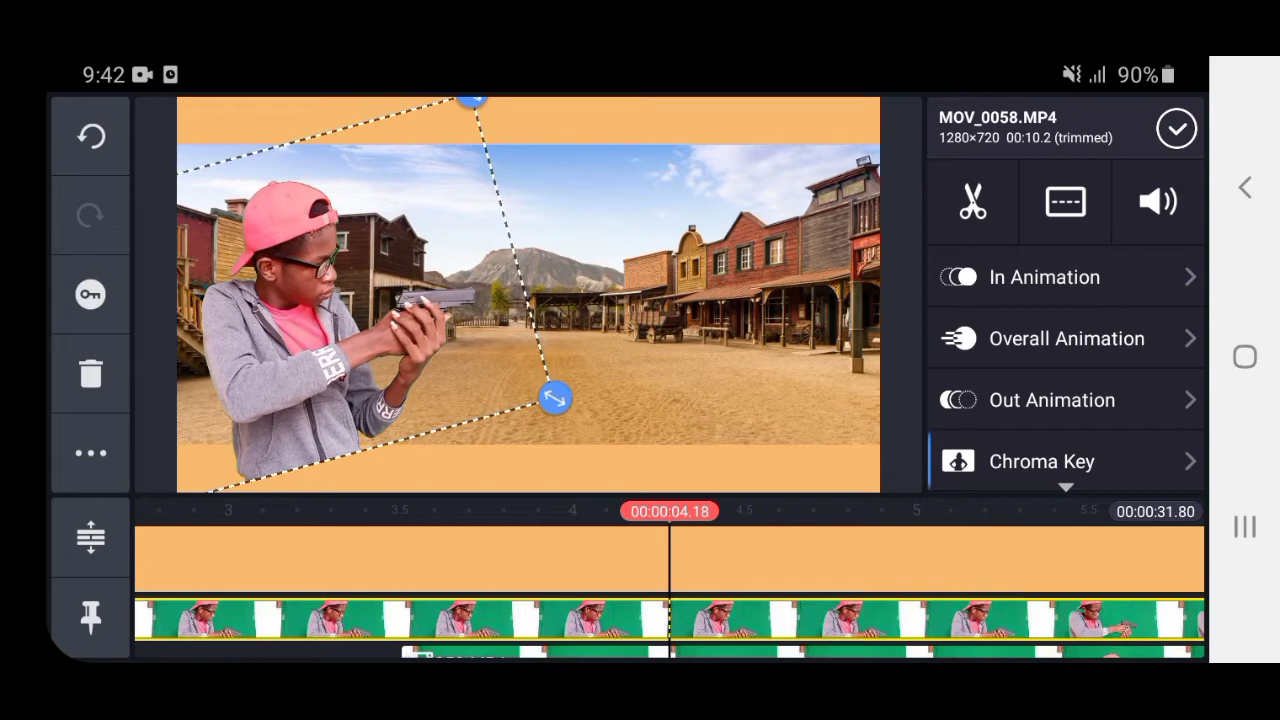 9:42
90%
MOV_0058.MP4
1280×720 00:10.2 (trimmed)
In Animation
Overall Animation
Out Animation
Chroma Key
3
3.5
4
00:00:04.18
4.5
5
5.5
00:00:31.80